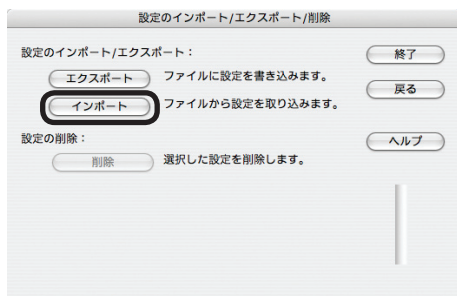 設定のインポート/エクスポート/削除
設定のインポート/エクスポート：
エクスポート ファイルに設定を書き込みます。
インポート ファイルから設定を取り込みます。
設定の削除：
削除 選択した設定を削除します。
終了
戻る
ヘルプ